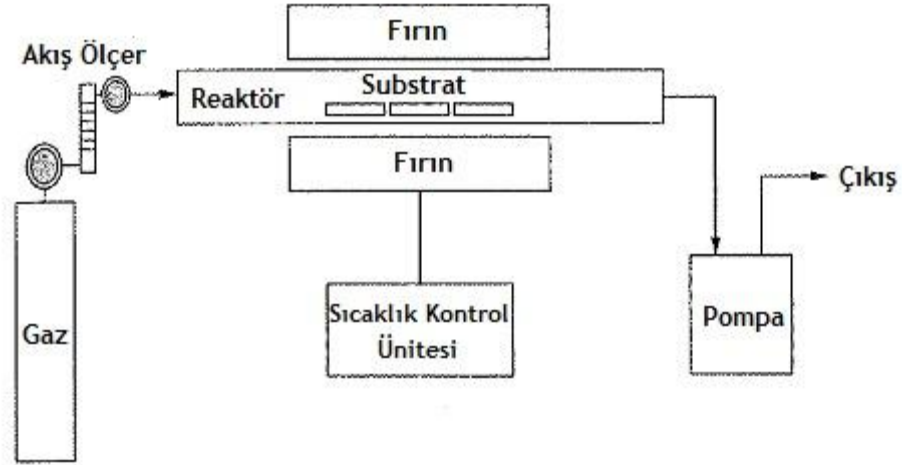 Fırın
Akış Ölçer
Substrat
Reaktör
Fırın
Çıkış
Sıcaklık Kontrol
Ünitesi
Pompa
Gaz